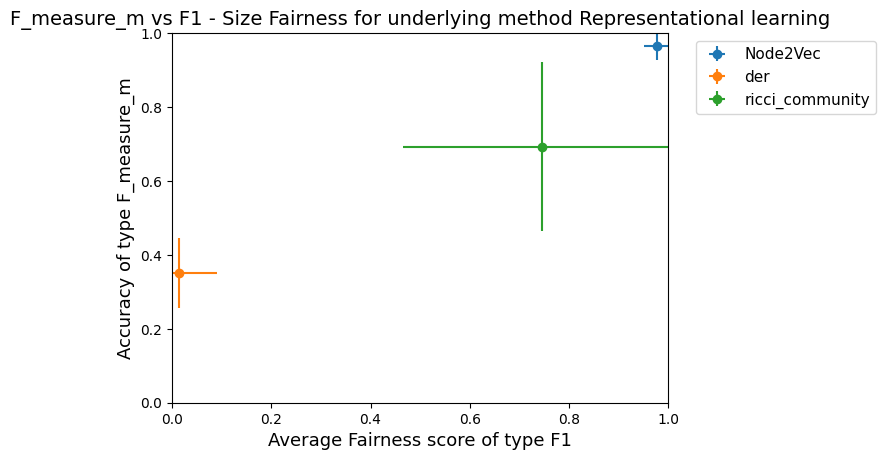 F_measure_m vs F1 - Size Fairness for underlying method Representational learning
Node2Vec
der
ricci_community
Accuracy of type F_measure_m
1.0
0.8
0.6
0.4
0.2
0.0
0.0 0.2 0.4 0.6 0.8 1.0
Average Fairness score of type F1